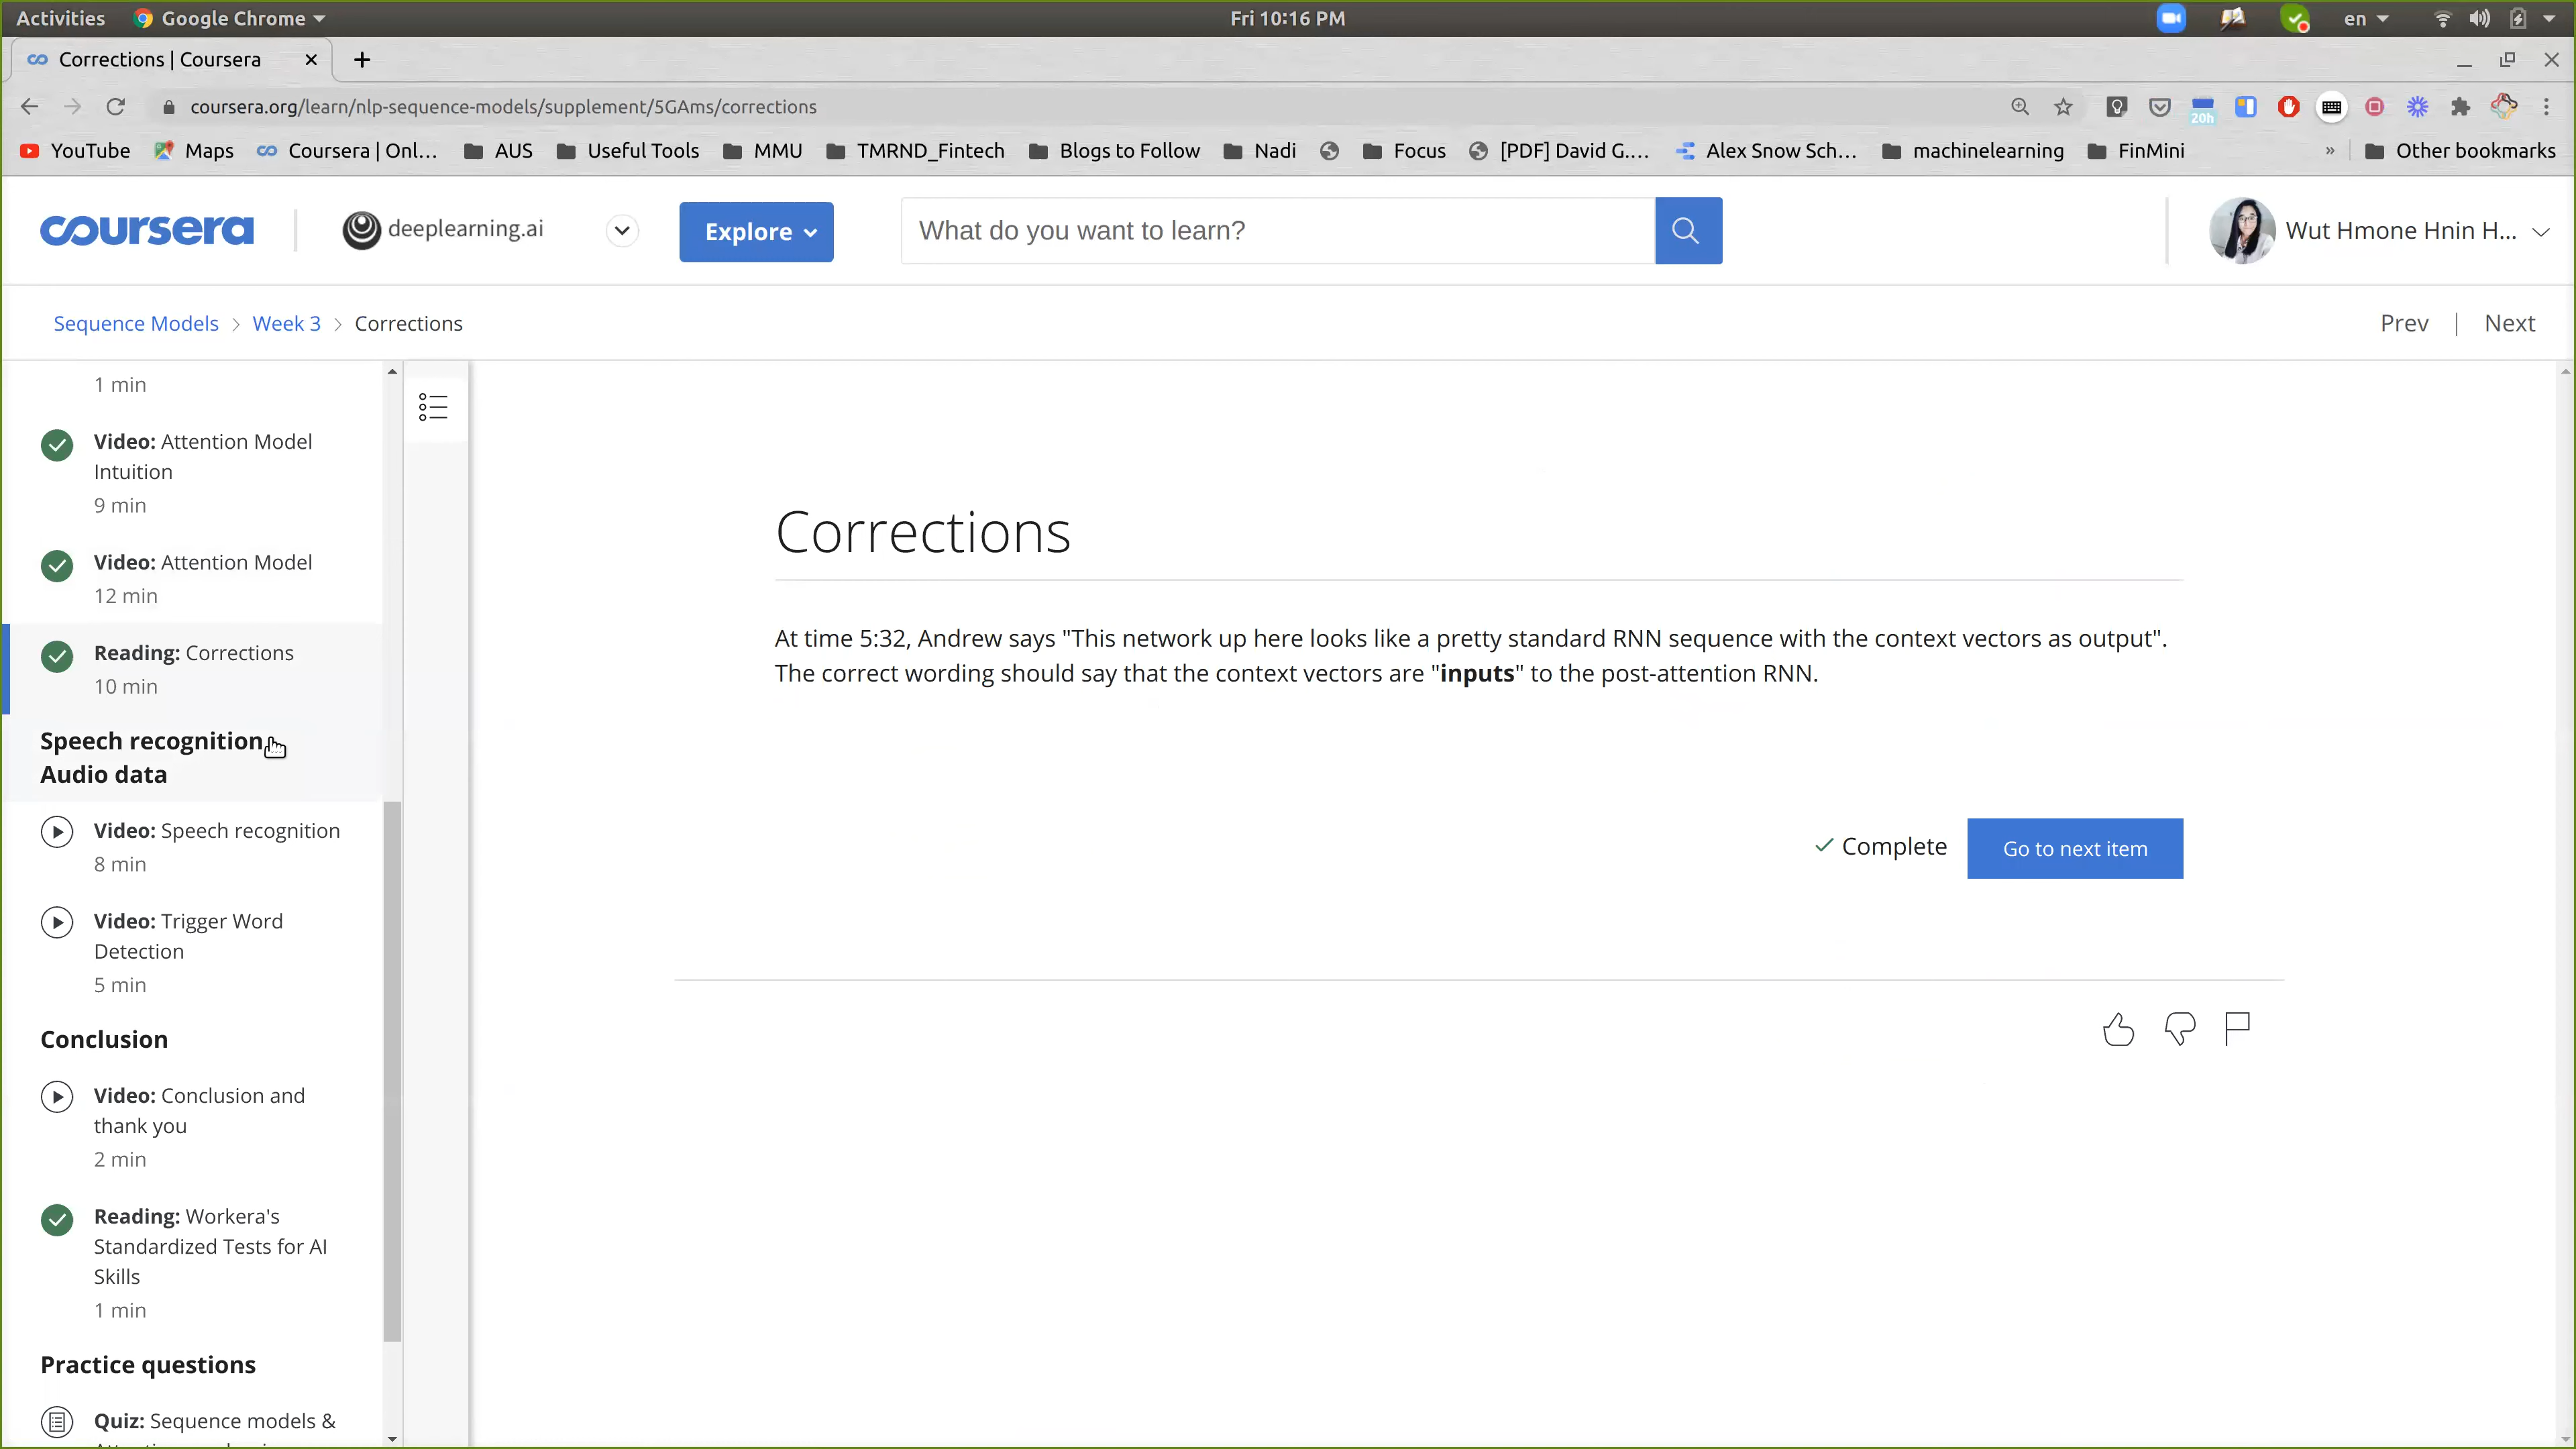 Activities Google Chrome Fri 10:16 PM en
Corrections | Coursera
coursera.org/learn/nlp-sequence-models/supplement/5GAms/corrections
20h
YouTube Maps Coursera | Onl... AUS Useful Tools MMU TMRND_Fintech Blogs to Follow Nadi Focus [PDF] David G.... Alex Snow Sch... machinelearning FinMini » Other bookmarks
coursera deeplearning.ai Explore What do you want to learn? Wut Hmone Hnin H...
Sequence Models > Week 3 > Corrections Prev | Next
1 min
Video: Attention Model
Intuition
9 min
Video: Attention Model
12 min
Reading: Corrections
10 min
Speech recognition
Audio data
Video: Speech recognition
8 min
Video: Trigger Word
Detection
5 min
Conclusion
Video: Conclusion and
thank you
2 min
Reading: Workera's
Standardized Tests for AI
Skills
1 min
Practice questions
Quiz: Sequence models &
Corrections
At time 5:32, Andrew says "This network up here looks like a pretty standard RNN sequence with the context vectors as output".
The correct wording should say that the context vectors are "inputs" to the post-attention RNN.
Complete Go to next item